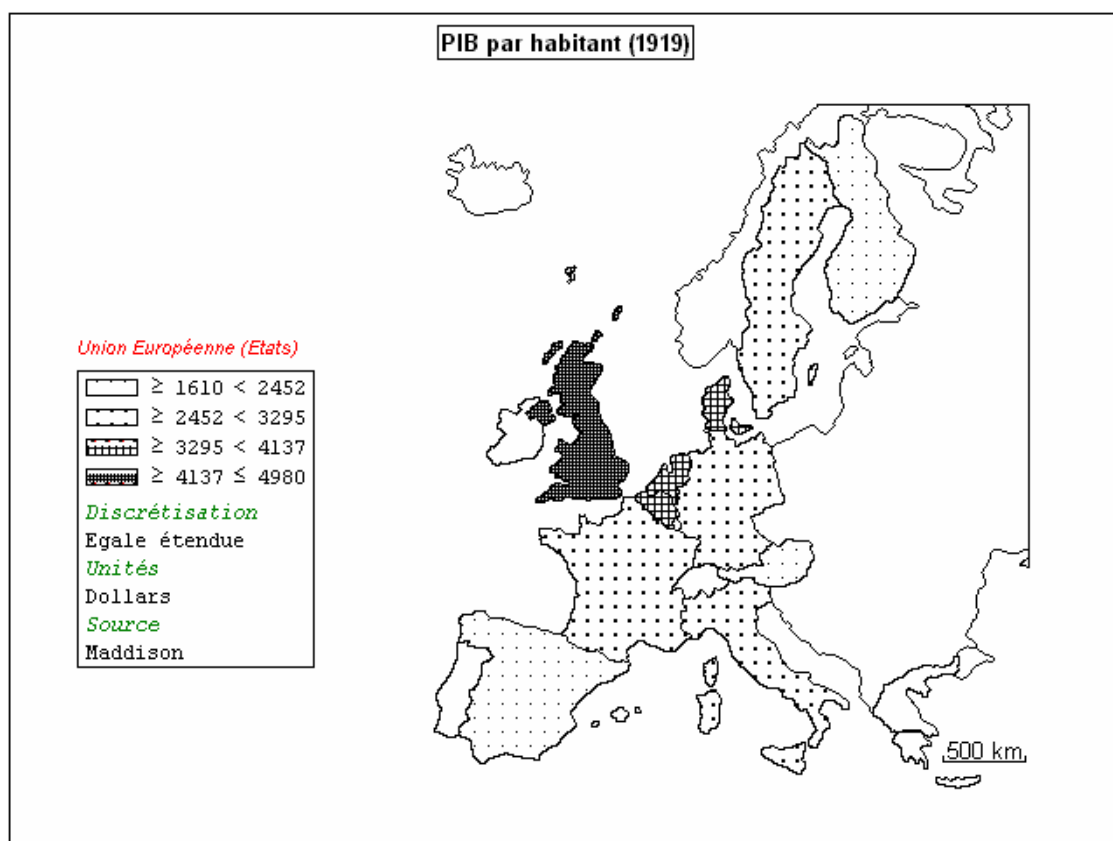 PIB par habitant (1919)
Union Européenne (Etats)
≥ 1610 < 2452
≥ 2452 < 3295
≥ 3295 < 4137
≥ 4137 ≤ 4980
Discrétisation
Egale étendue
Unités
Dollars
Source
Maddison
500 km